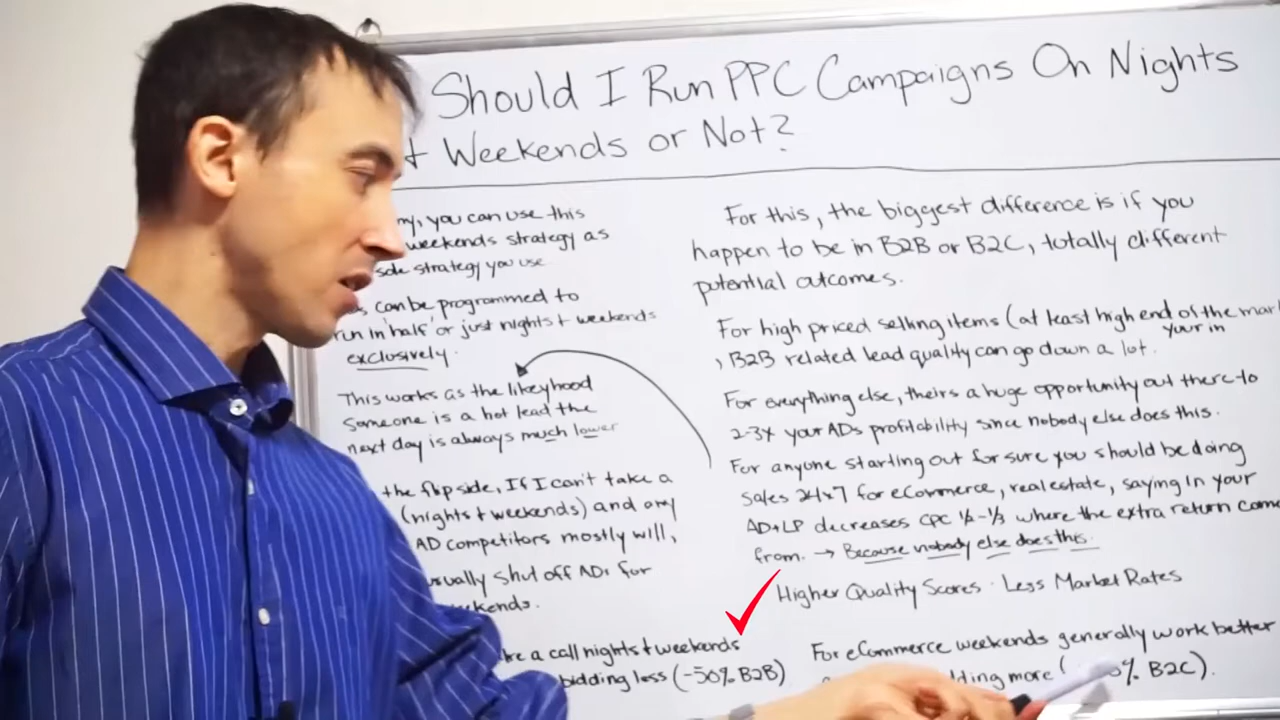 Should I Run PPC Campaigns On Nights
+ Weekends or Not?
my, you can use this
weekends strategy as
side strategy you use
can be programmed to
run in 'half' or just nights + weekends
exclusively.
This works as the likeyhood
someone is a hot lead the
next day is always much lower
the flip side, If I can't take a
(nights + weekends) and my
AD competitors mostly will,
usually shut off ADs for
weekends.
take a call nights + weekends
bidding less (-50% B2B)
For this, the biggest difference is if you
happen to be in B2B or B2C, totally different
potential outcomes.
For high priced selling items (at least high end of the mar
your in
, B2B related lead quality can go down a lot.
For everything else, theirs a huge opportunity out there to
2-3x your ADs profitability since nobody else does this.
For anyone starting out for sure you should be doing
sales 24x7 for eCommerce, real estate, saying in your
AD+LP decreases CPC 1/2-1/3 where the extra return come
from. → Because nobody else does this.
Higher Quality Scores · Less Market Rates
For eCommerce weekends generally work better
more ( 0% B2C).